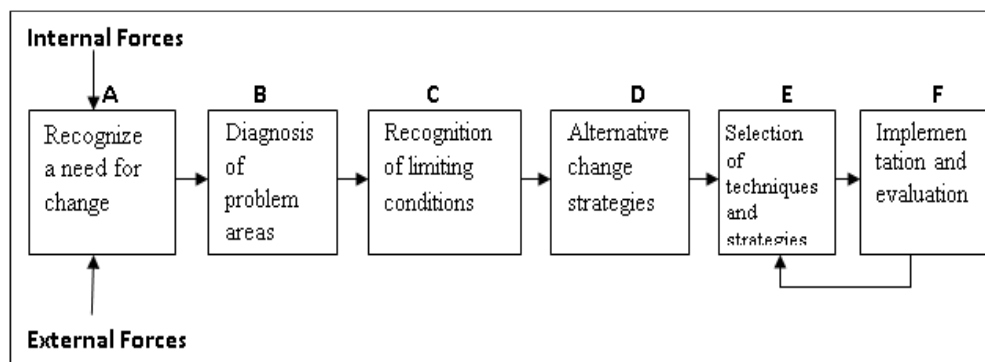 Internal Forces
A
B
C
D
E
F
Recognize
a need for
change
Diagnosis
of
problem
areas
Recognition
of limiting
conditions
Alternative
change
strategies
Selection
of
techniques
and
strategies
Implemen
tation and
evaluation
External Forces